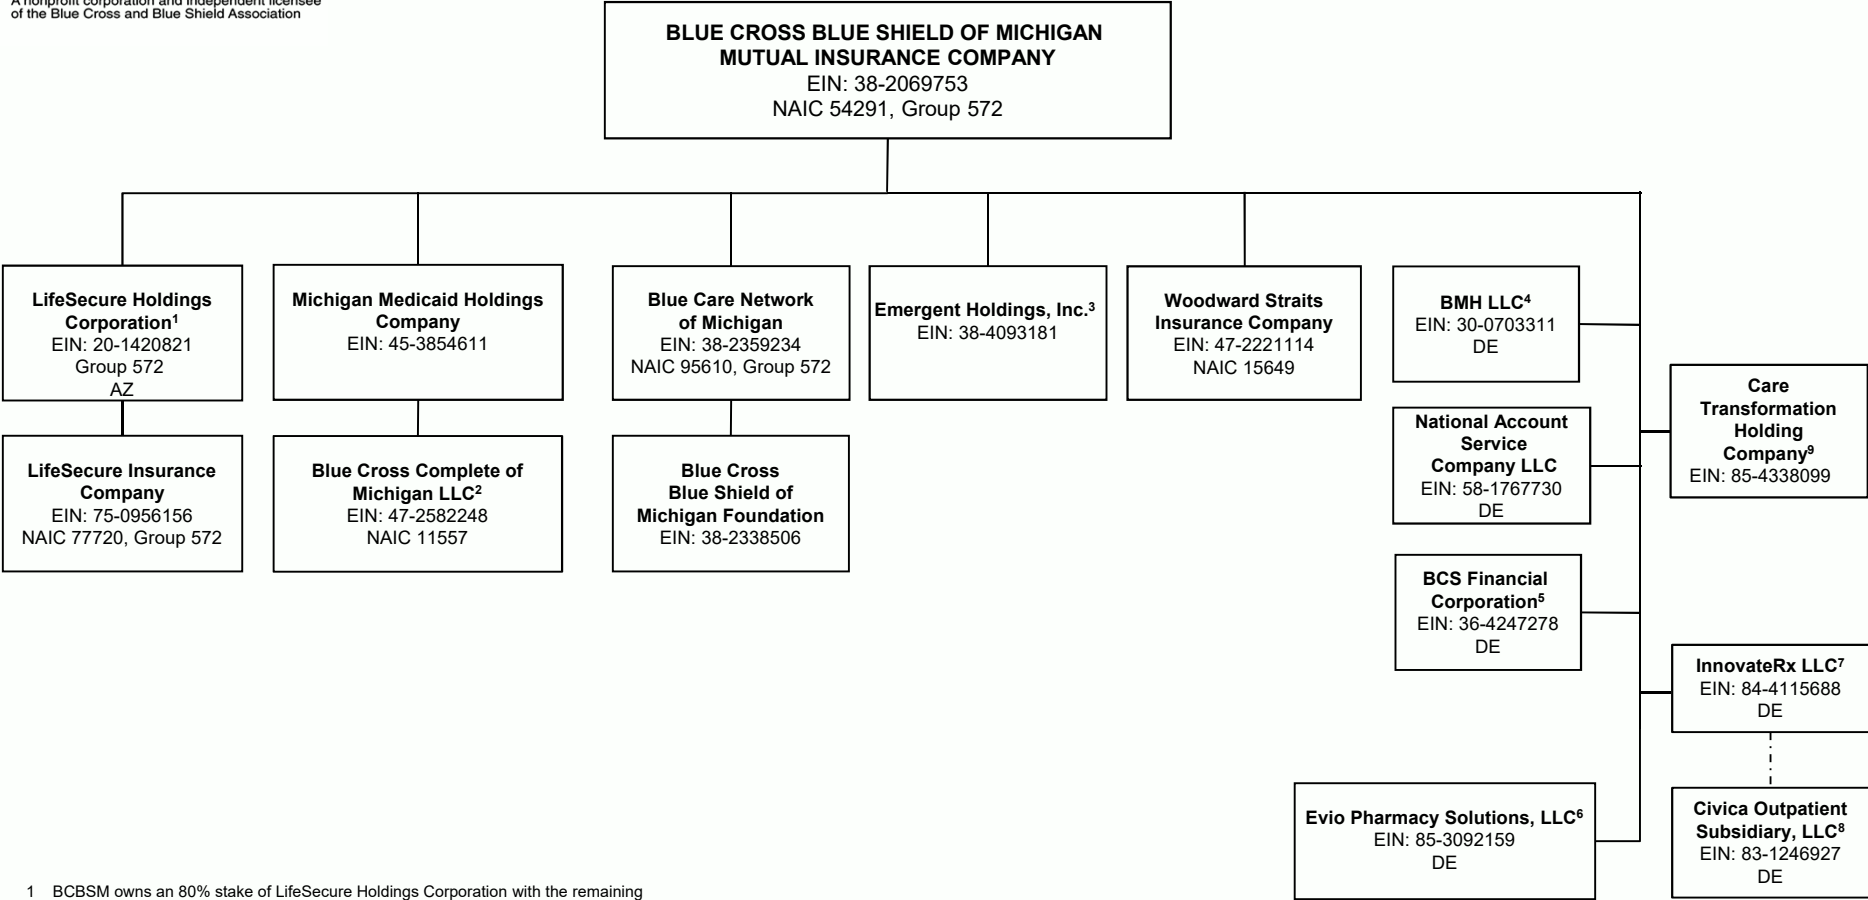 A nonprofit corporation and independent licensee
of the Blue Cross and Blue Shield Association
BLUE CROSS BLUE SHIELD OF MICHIGAN
MUTUAL INSURANCE COMPANY
EIN: 38-2069753
NAIC 54291, Group 572
LifeSecure Holdings
Corporation¹
EIN: 20-1420821
Group 572
AZ
Michigan Medicaid Holdings
Company
EIN: 45-3854611
Blue Care Network
of Michigan
EIN: 38-2359234
NAIC 95610, Group 572
Emergent Holdings, Inc.³
EIN: 38-4093181
Woodward Straits
Insurance Company
EIN: 47-2221114
NAIC 15649
BMH LLC⁴
EIN: 30-0703311
DE
Care
Transformation
Holding
Company⁹
EIN: 85-4338099
National Account
Service
Company LLC
EIN: 58-1767730
DE
LifeSecure Insurance
Company
EIN: 75-0956156
NAIC 77720, Group 572
Blue Cross Complete of
Michigan LLC²
EIN: 47-2582248
NAIC 11557
Blue Cross
Blue Shield of
Michigan Foundation
EIN: 38-2338506
BCS Financial
Corporation⁵
EIN: 36-4247278
DE
InnovateRx LLC⁷
EIN: 84-4115688
DE
Evio Pharmacy Solutions, LLC⁶
EIN: 85-3092159
DE
Civica Outpatient
Subsidiary, LLC⁸
EIN: 83-1246927
DE
1 BCBSM owns an 80% stake of LifeSecure Holdings Corporation with the remaining